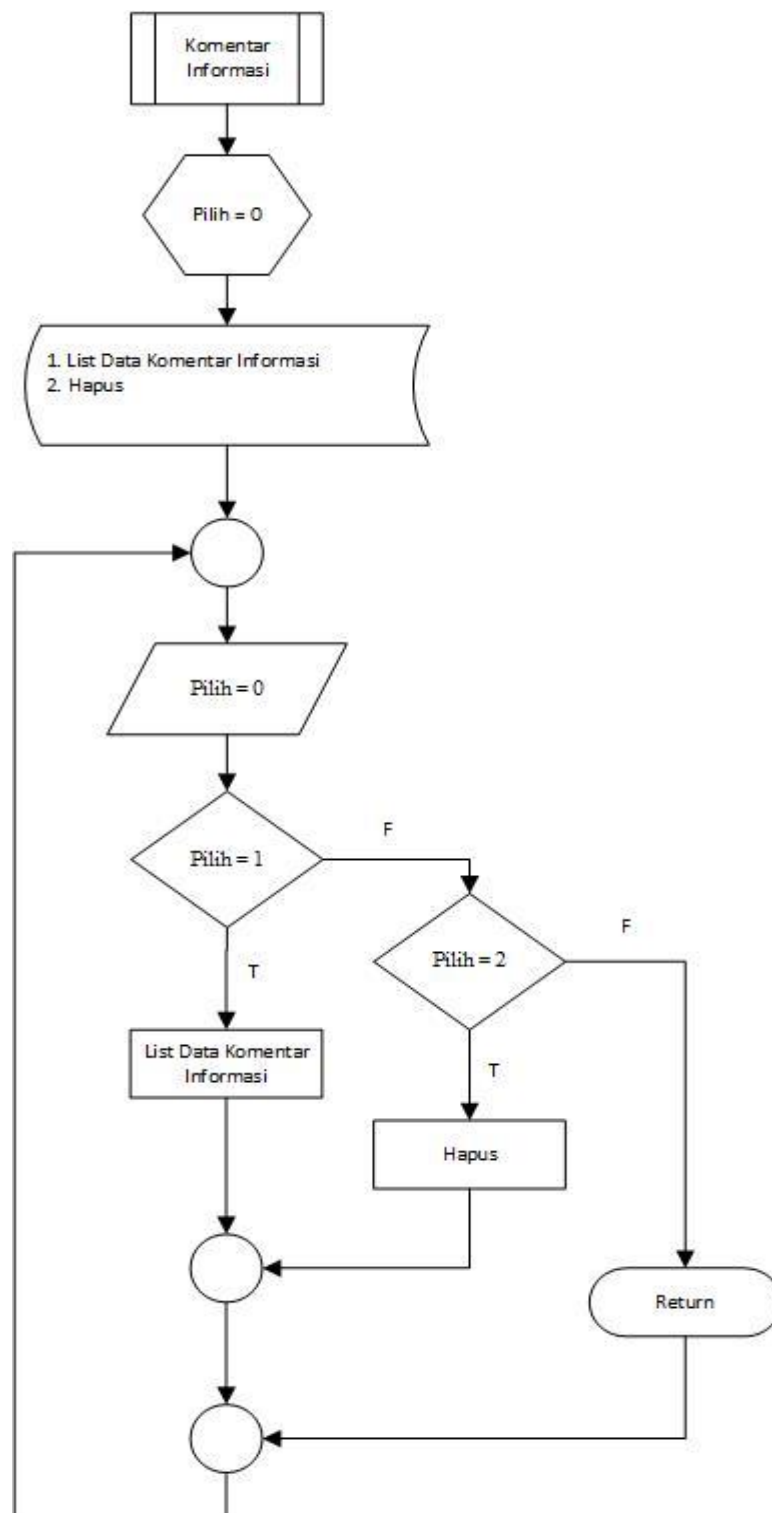 Komentar
Informasi
Pilih = 0
1. List Data Komentar Informasi
2. Hapus
Pilih = 0
Pilih = 1
F
T
Pilih = 2
F
T
List Data Komentar
Informasi
Hapus
Return